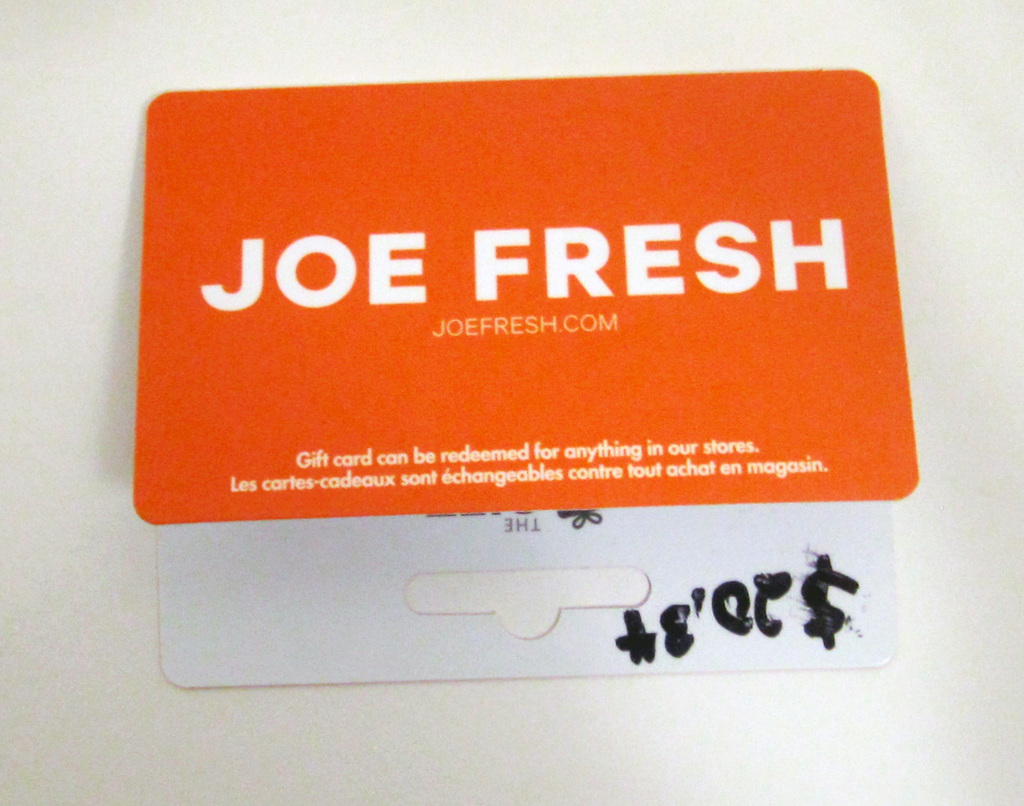 JOE FRESH
JOEFRESH.COM
Gift card can be redeemed for anything in our stores.
Les cartes-cadeaux sont échangeables contre tout achat en magasin.
THE
$20.34